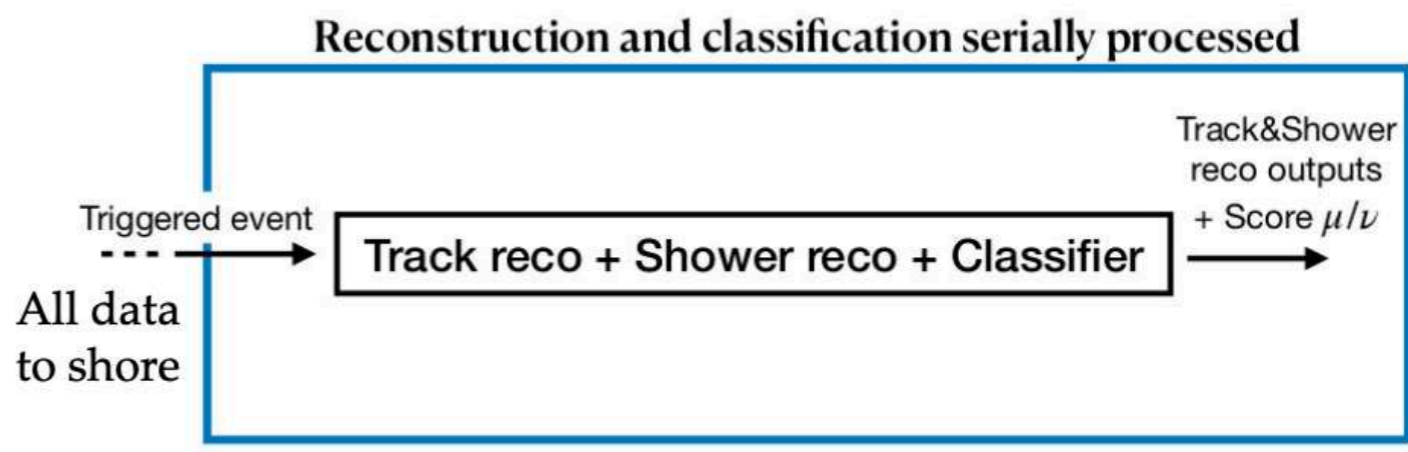 Reconstruction and classification serially processed
Triggered event
All data
to shore
Track reco + Shower reco + Classifier
Track&Shower
reco outputs
+ Score μ/ν